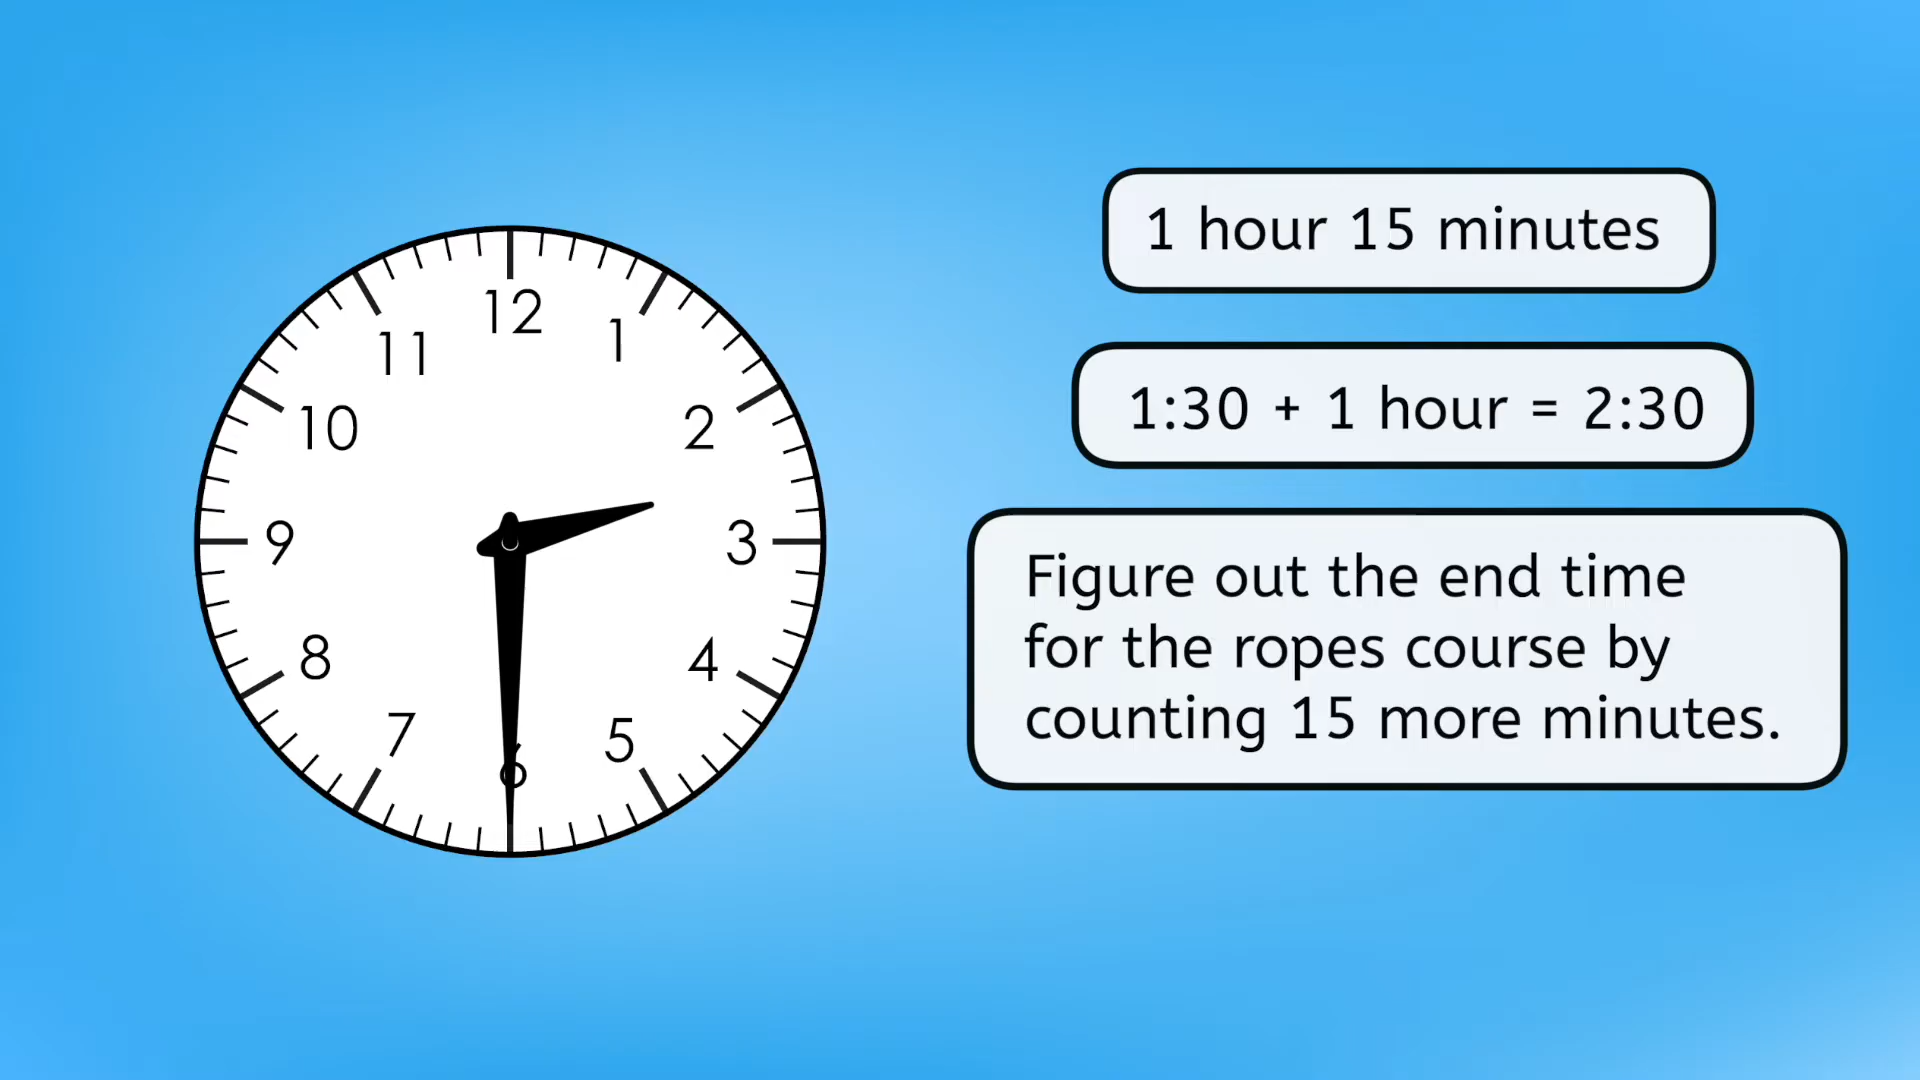 12
11
1
10
2
9
3
8
4
7
5
6
1 hour 15 minutes
1:30 + 1 hour = 2:30
Figure out the end time
for the ropes course by
counting 15 more minutes.